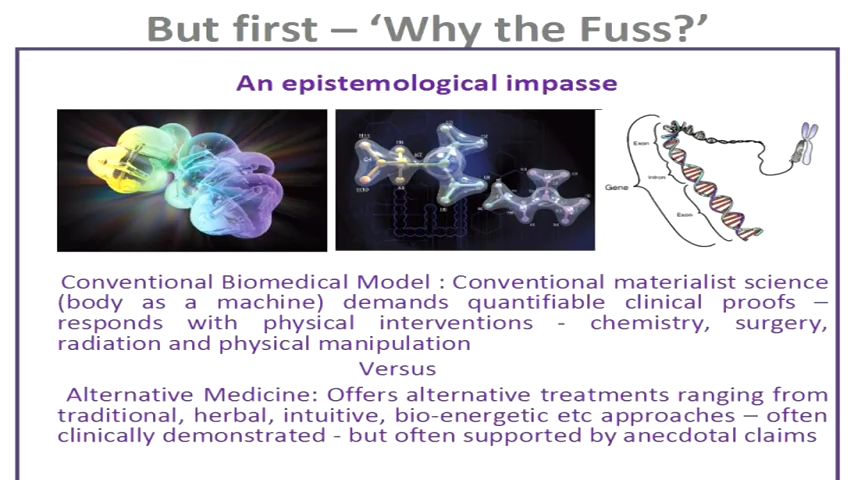 But first – ‘Why the Fuss?’
An epistemological impasse
Exon
Intron
Gene
Exon
Conventional Biomedical Model : Conventional materialist science
(body as a machine) demands quantifiable clinical proofs –
responds with physical interventions - chemistry, surgery,
radiation and physical manipulation
Versus
Alternative Medicine: Offers alternative treatments ranging from
traditional, herbal, intuitive, bio-energetic etc approaches – often
clinically demonstrated - but often supported by anecdotal claims